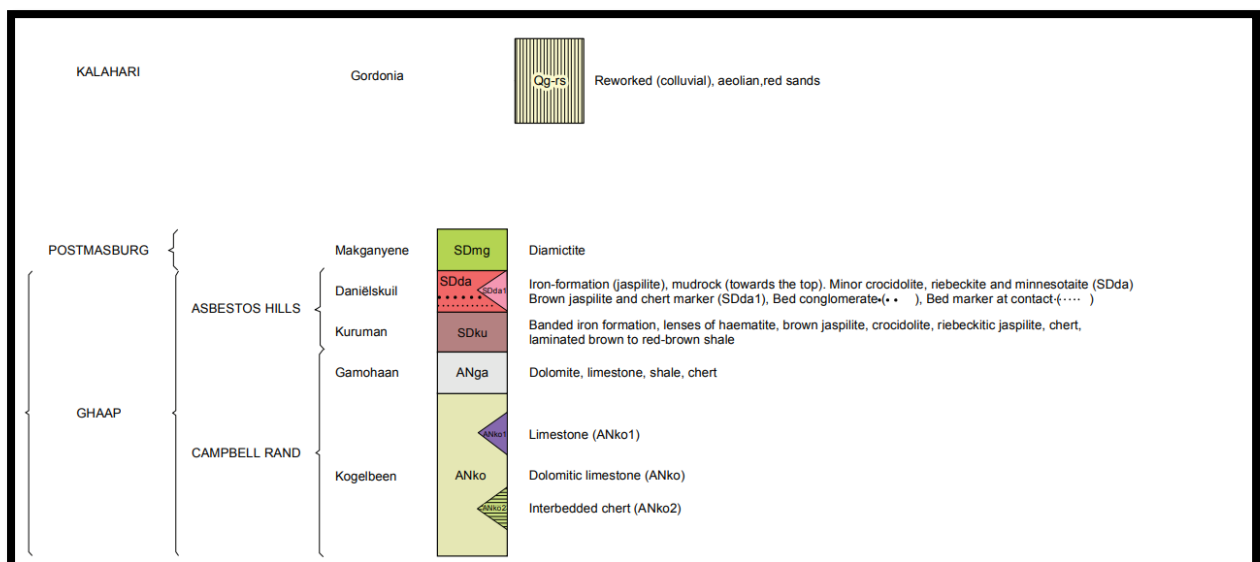 KALAHARI
Gordonia
Qg-rs
Reworked (colluvial), aeolian,red sands
POSTMASBURG
Makganyene
SDmg
Diamictite
ASBESTOS HILLS
Daniëlskuil
SDda
SDda1
Iron-formation (jaspilite), mudrock (towards the top). Minor crocidolite, riebeckite and minnesotaite (SDda)
Brown jaspilite and chert marker (SDda1), Bed conglomerate (• • ), Bed marker at contact (····· )
Kuruman
SDku
Banded iron formation, lenses of haematite, brown jaspilite, crocidolite, riebeckitic jaspilite, chert,
laminated brown to red-brown shale
Gamohaan
ANga
Dolomite, limestone, shale, chert
GHAAP
CAMPBELL RAND
Kogelbeen
ANko1
Limestone (ANko1)
ANko
Dolomitic limestone (ANko)
ANko2
Interbedded chert (ANko2)